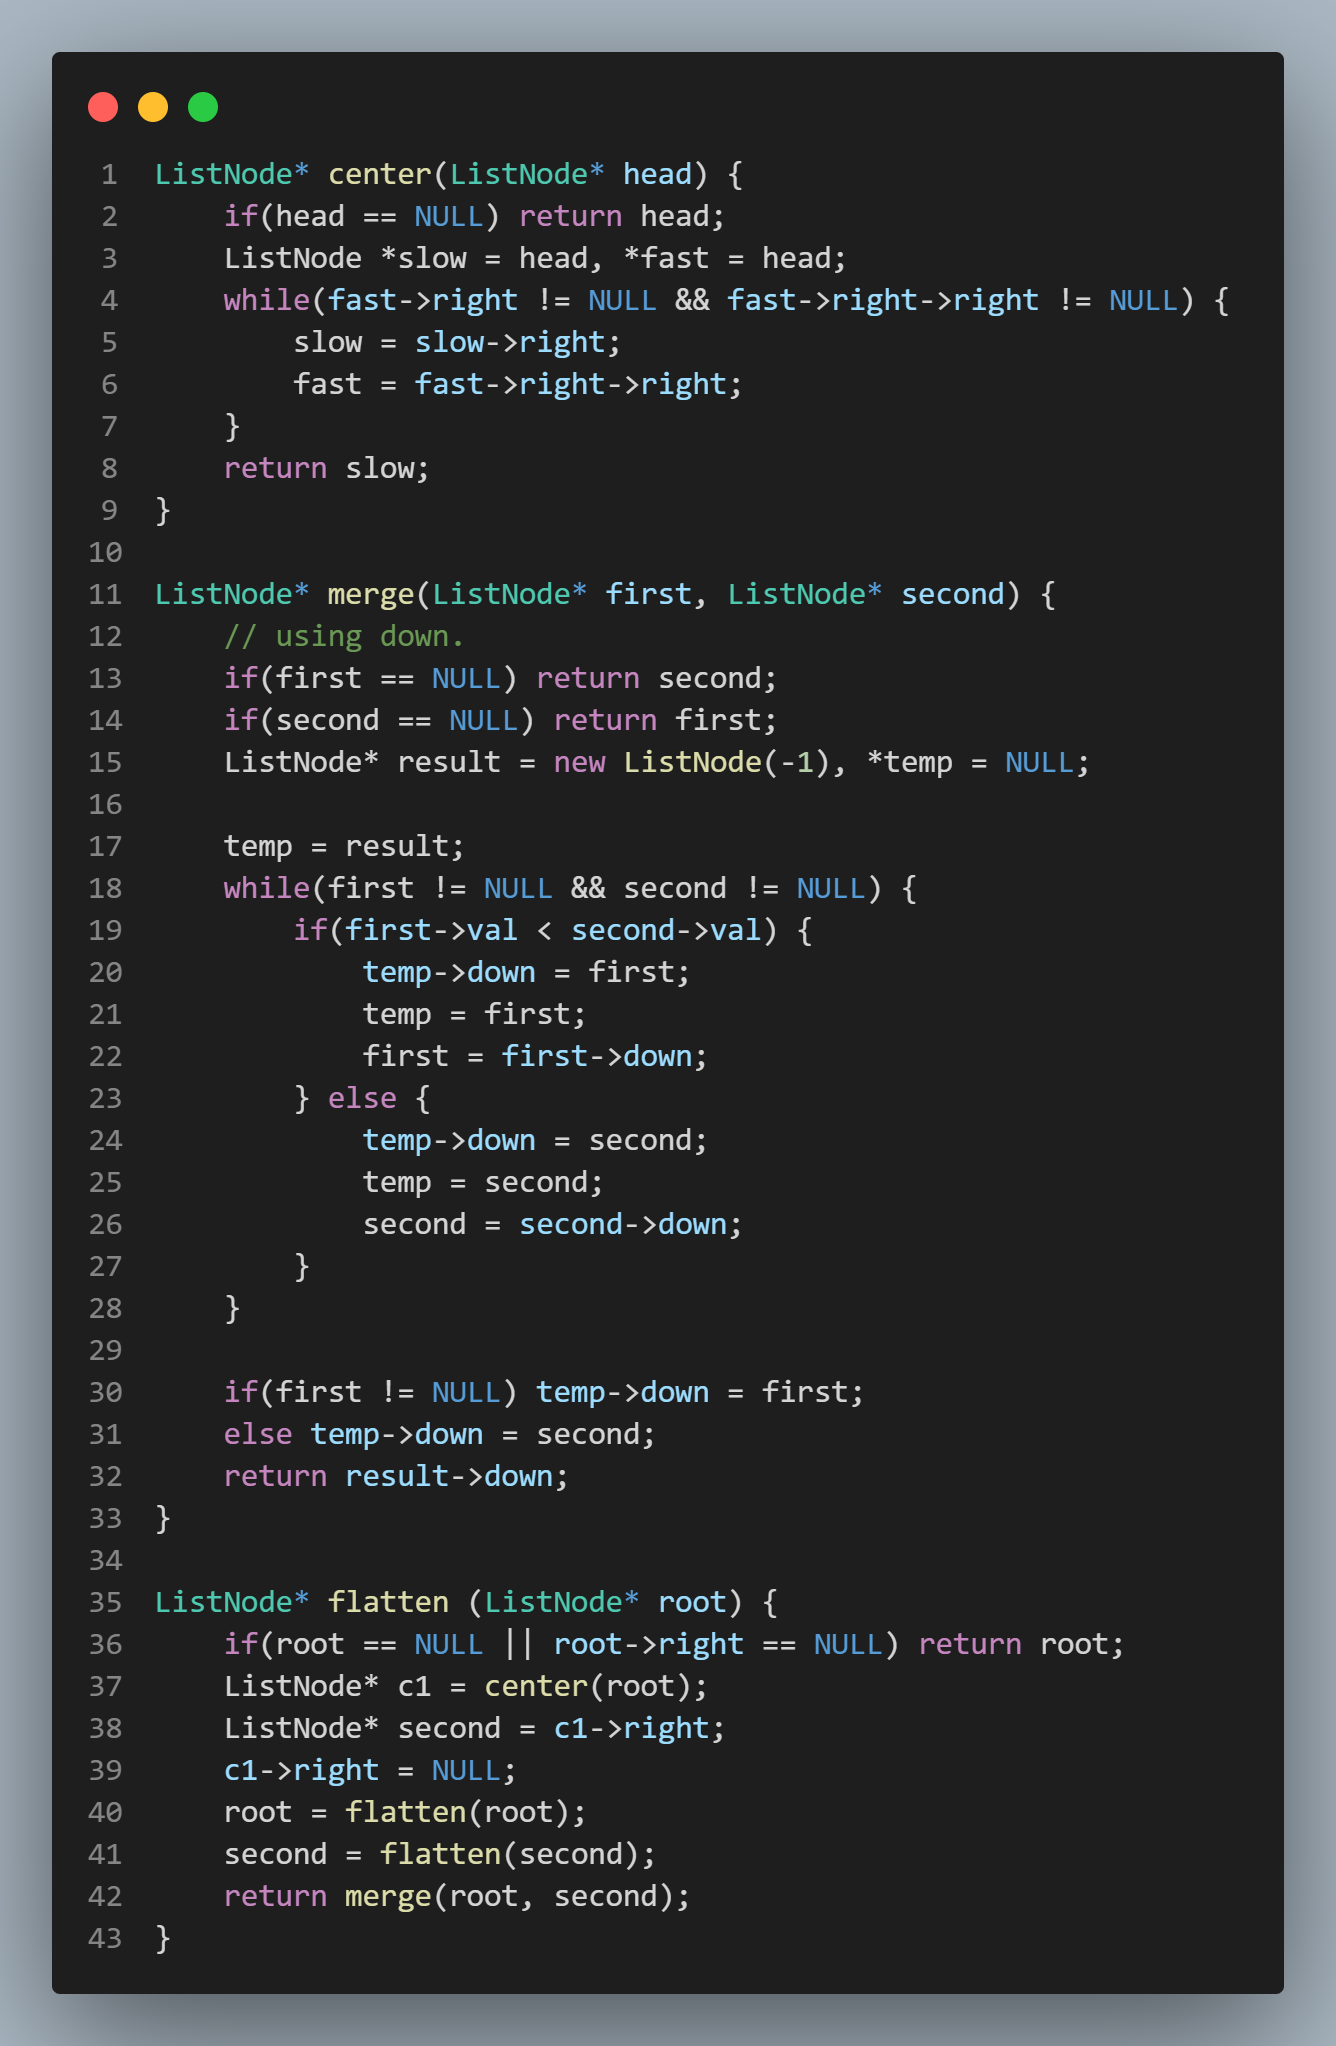 1 ListNode* center(ListNode* head) {
2     if(head == NULL) return head;
3     ListNode *slow = head, *fast = head;
4     while(fast->right != NULL && fast->right->right != NULL) {
5         slow = slow->right;
6         fast = fast->right->right;
7     }
8     return slow;
9 }
10
11 ListNode* merge(ListNode* first, ListNode* second) {
12     // using down.
13     if(first == NULL) return second;
14     if(second == NULL) return first;
15     ListNode* result = new ListNode(-1), *temp = NULL;
16
17     temp = result;
18     while(first != NULL && second != NULL) {
19         if(first->val < second->val) {
20             temp->down = first;
21             temp = first;
22             first = first->down;
23         } else {
24             temp->down = second;
25             temp = second;
26             second = second->down;
27         }
28     }
29
30     if(first != NULL) temp->down = first;
31     else temp->down = second;
32     return result->down;
33 }
34
35 ListNode* flatten (ListNode* root) {
36     if(root == NULL || root->right == NULL) return root;
37     ListNode* c1 = center(root);
38     ListNode* second = c1->right;
39     c1->right = NULL;
40     root = flatten(root);
41     second = flatten(second);
42     return merge(root, second);
43 }